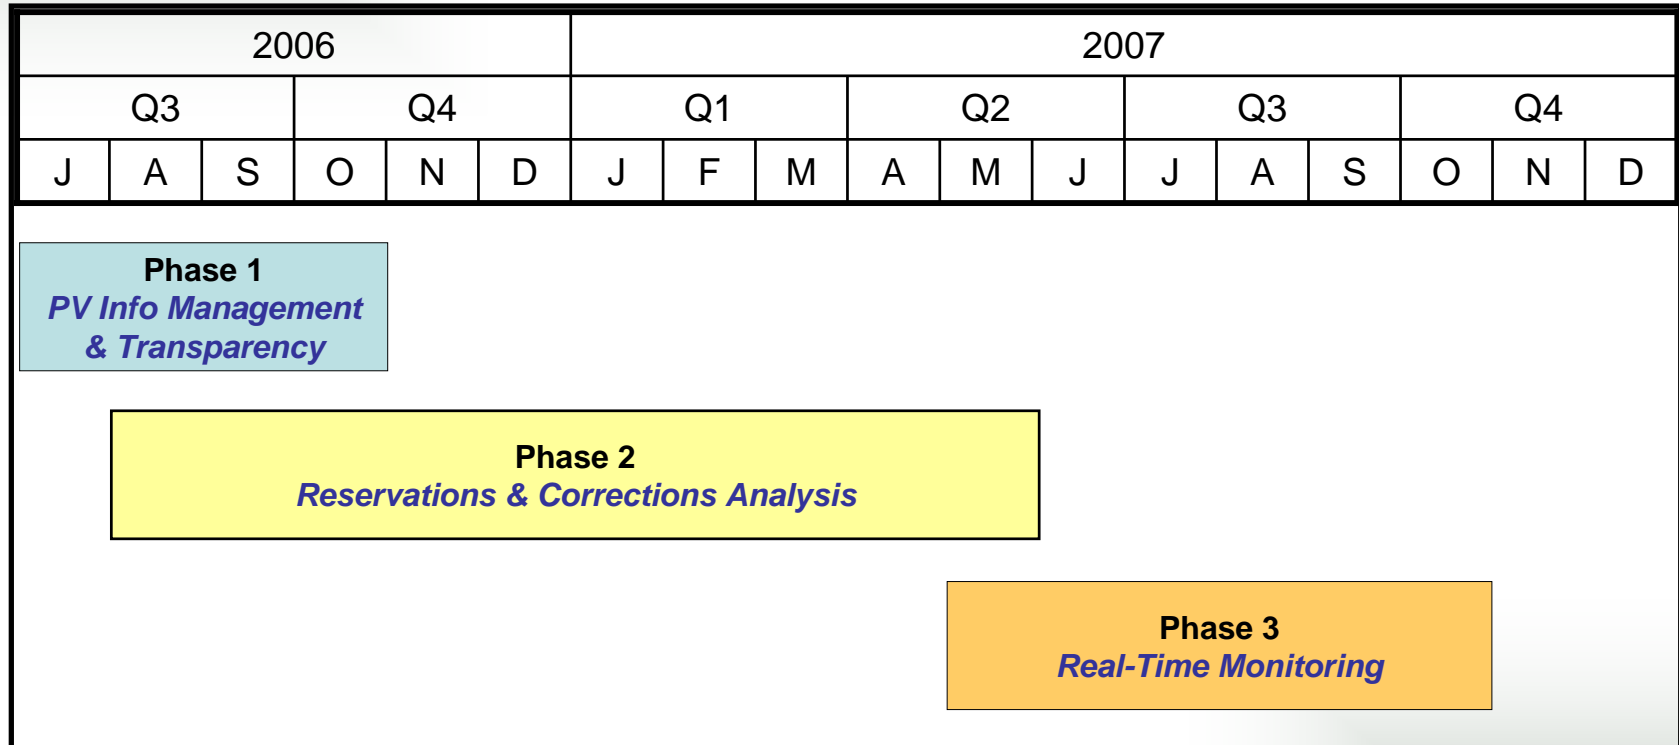 2006 2007
Q3 Q4 Q1 Q2 Q3 Q4
J A S O N D J F M A M J J A S O N D
Phase 1
PV Info Management
& Transparency
Phase 2
Reservations & Corrections Analysis
Phase 3
Real-Time Monitoring